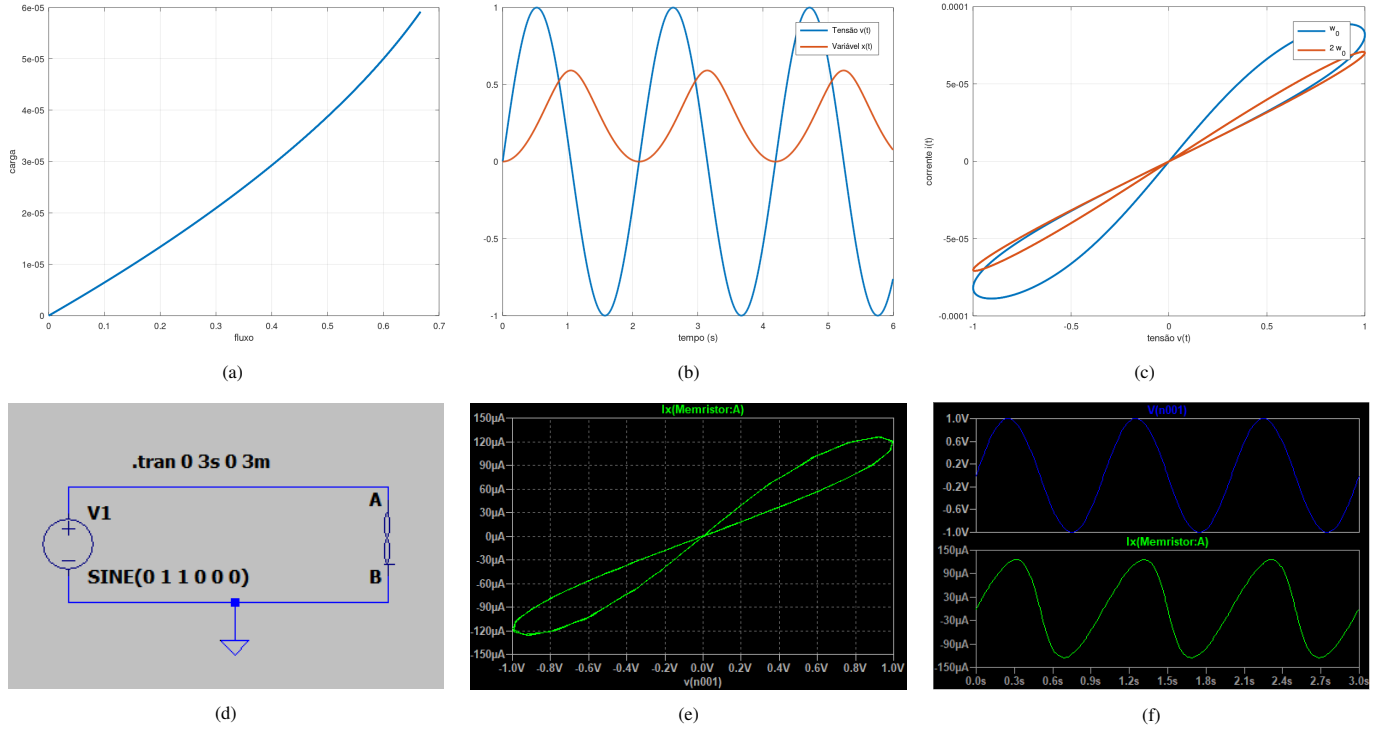 6e-05
5e-05
4e-05
3e-05
2e-05
1e-05
0
carga
0 0.1 0.2 0.3 0.4 0.5 0.6 0.7
fluxo
(a)
1
0.5
0
-0.5
-1
Tensão v(t)
Variável x(t)
0 1 2 3 4 5 6
tempo (s)
(b)
0.0001
5e-05
0
-5e-05
-0.0001
corrente i(t)
w0
2 w0
-1 -0.5 0 0.5 1
tensão v(t)
(c)
.tran 0 3s 0 3m
V1
A
B
SINE(0 1 1 0 0 0)
(d)
Ix(Memristor:A)
150µA
120µA
90µA
60µA
30µA
0µA
-30µA
-60µA
-90µA
-120µA
-150µA
-1.0V -0.8V -0.6V -0.4V -0.2V 0.0V 0.2V 0.4V 0.6V 0.8V 1.0V
v(n001)
(e)
V(n001)
1.0V
0.6V
0.2V
-0.2V
-0.6V
-1.0V
Ix(Memristor:A)
150µA
90µA
30µA
-30µA
-90µA
-150µA
0.0s 0.3s 0.6s 0.9s 1.2s 1.5s 1.8s 2.1s 2.4s 2.7s 3.0s
(f)